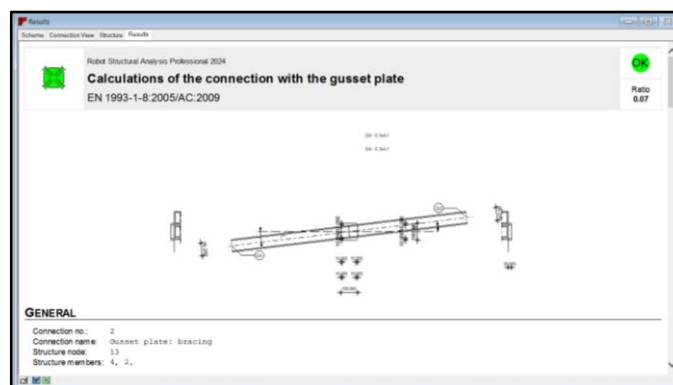 Results
Scheme Connection View Structure Results
Robot Structural Analysis Professional 2024
Calculations of the connection with the gusset plate
EN 1993-1-8:2005/AC:2009
OK
Ratio
0.07
GENERAL
Connection no.: 2
Connection name: Gusset plate: bracing
Structure node: 13
Structure members: 4, 2,